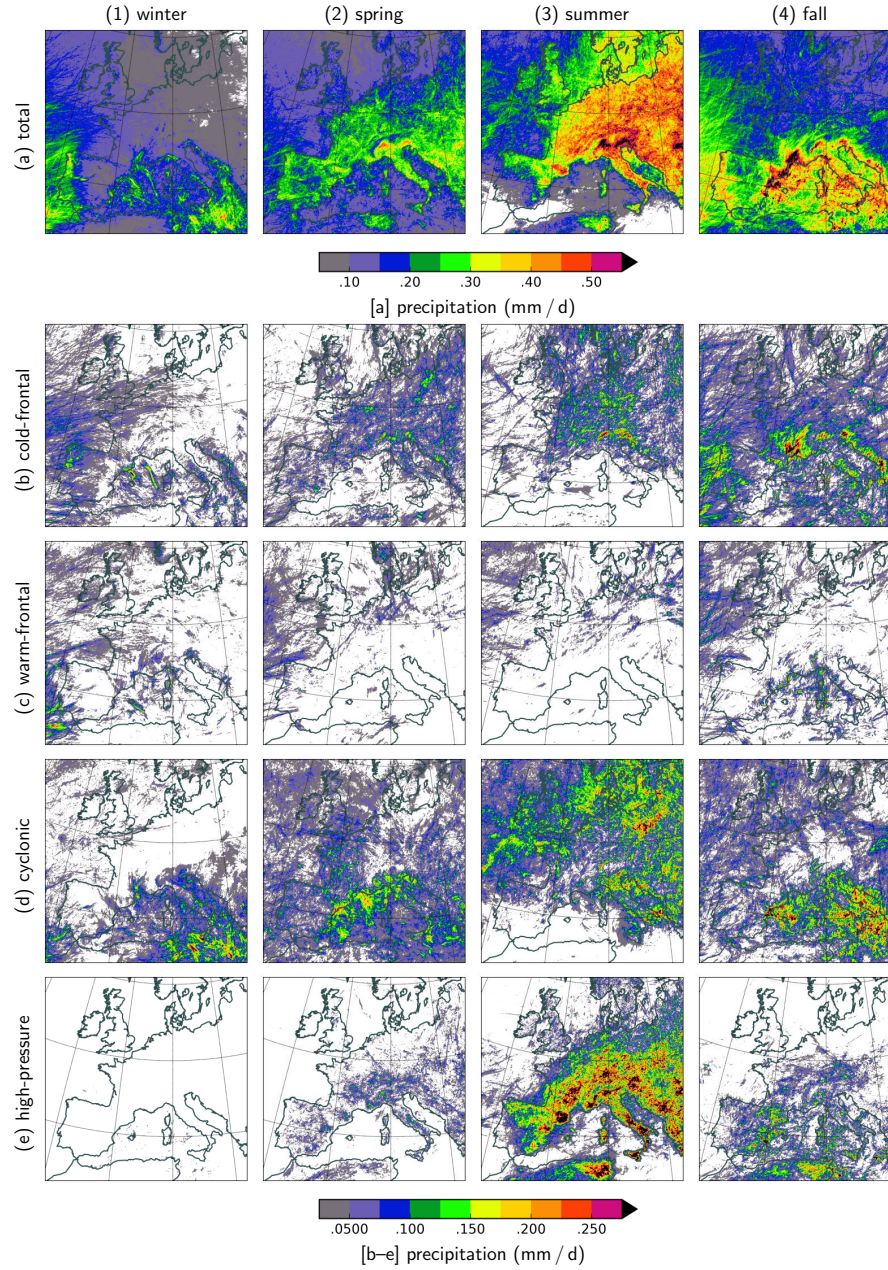 (1) winter (2) spring (3) summer (4) fall
(a) total
.10 .20 .30 .40 .50
[a] precipitation (mm / d)
(b) cold-frontal
(c) warm-frontal
(d) cyclonic
(e) high-pressure
.0500 .100 .150 .200 .250
[b–e] precipitation (mm / d)